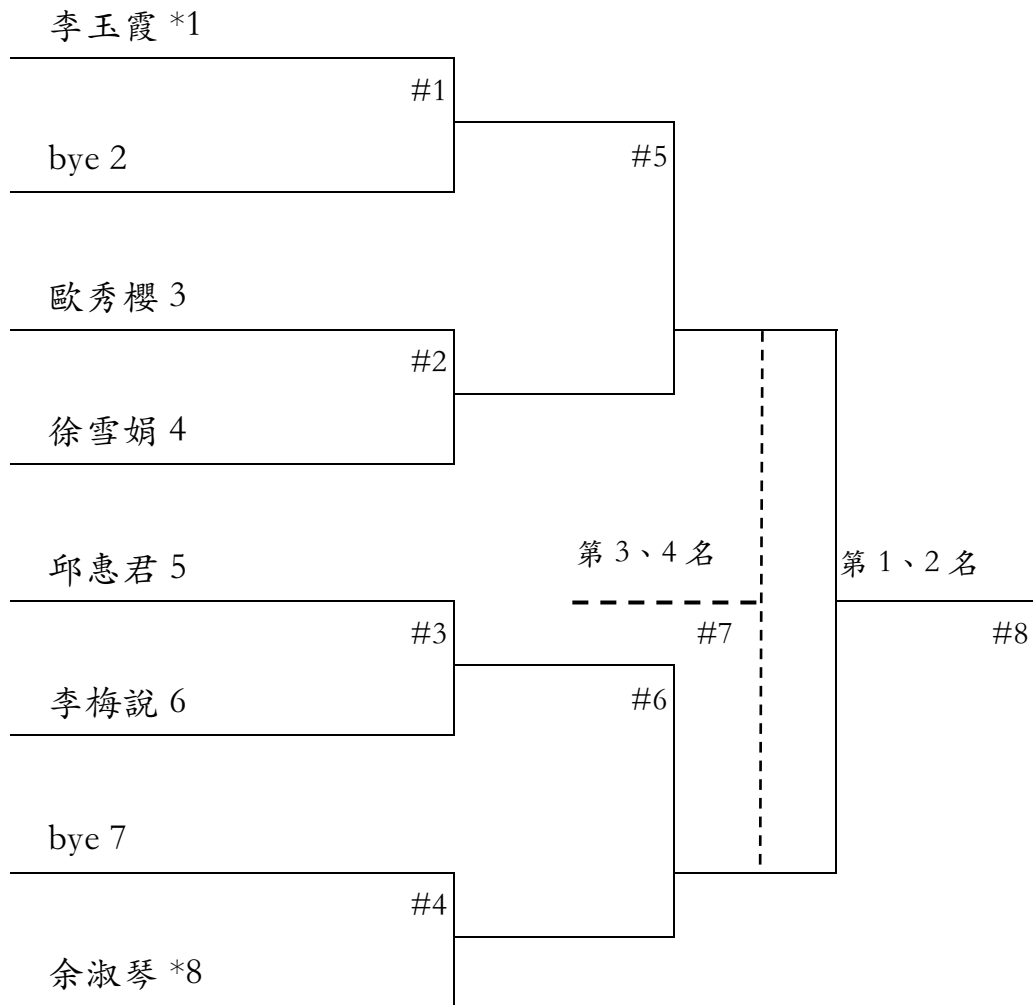 李玉霞 *1
#1
bye 2
#5
歐秀櫻 3
#2
徐雪娟 4
邱惠君 5
第 3、4 名
第 1、2 名
#3
#7
#8
李梅說 6
#6
bye 7
#4
余淑琴 *8